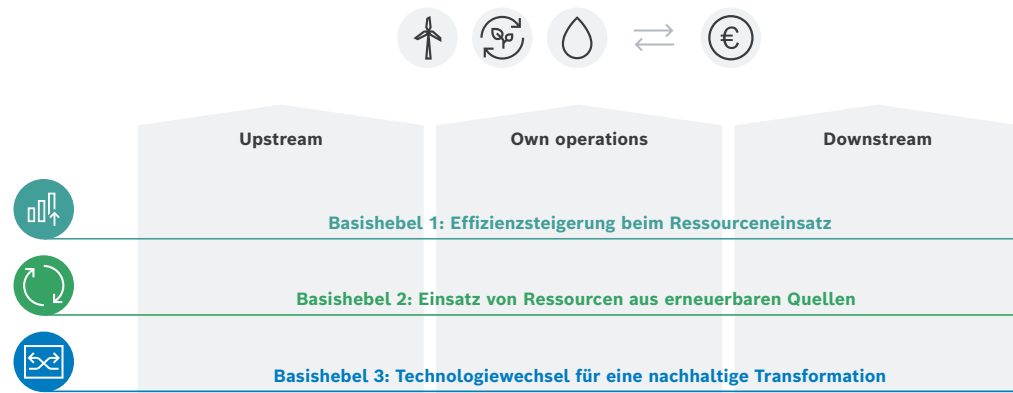 €
Upstream
Own operations
Downstream
Basishebel 1: Effizienzsteigerung beim Ressourceneinsatz
Basishebel 2: Einsatz von Ressourcen aus erneuerbaren Quellen
Basishebel 3: Technologiewechsel für eine nachhaltige Transformation